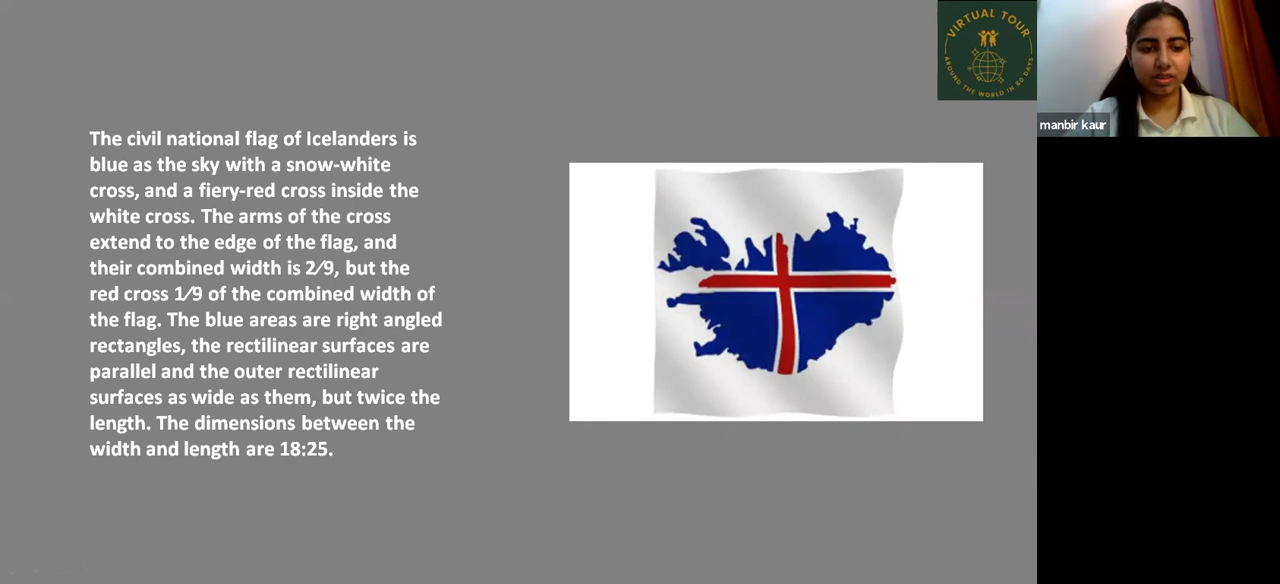 The civil national flag of Icelanders is
blue as the sky with a snow-white
cross, and a fiery-red cross inside the
white cross. The arms of the cross
extend to the edge of the flag, and
their combined width is 2⁄9, but the
red cross 1⁄9 of the combined width of
the flag. The blue areas are right angled
rectangles, the rectilinear surfaces are
parallel and the outer rectilinear
surfaces as wide as them, but twice the
length. The dimensions between the
width and length are 18:25.
VIRTUAL TOUR
AROUND THE WORLD IN 60 DAYS
manbir kaur